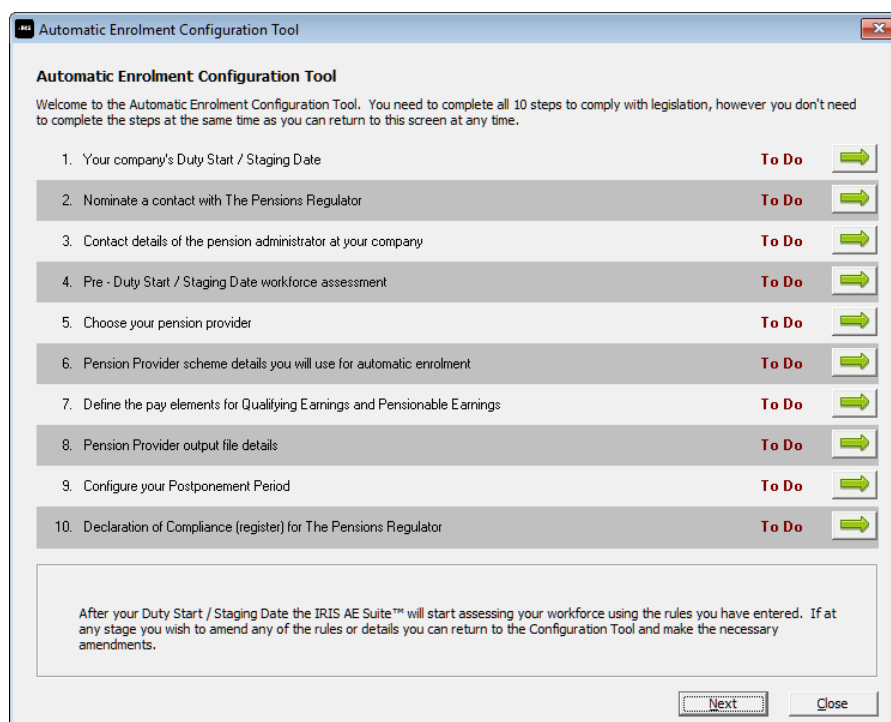 IRIS Automatic Enrolment Configuration Tool
Automatic Enrolment Configuration Tool
Welcome to the Automatic Enrolment Configuration Tool. You need to complete all 10 steps to comply with legislation, however you don't need
to complete the steps at the same time as you can return to this screen at any time.
1. Your company's Duty Start / Staging Date To Do
2. Nominate a contact with The Pensions Regulator To Do
3. Contact details of the pension administrator at your company To Do
4. Pre - Duty Start / Staging Date workforce assessment To Do
5. Choose your pension provider To Do
6. Pension Provider scheme details you will use for automatic enrolment To Do
7. Define the pay elements for Qualifying Earnings and Pensionable Earnings To Do
8. Pension Provider output file details To Do
9. Configure your Postponement Period To Do
10. Declaration of Compliance (register) for The Pensions Regulator To Do
After your Duty Start / Staging Date the IRIS AE Suite™ will start assessing your workforce using the rules you have entered. If at
any stage you wish to amend any of the rules or details you can return to the Configuration Tool and make the necessary
amendments.
Next Close